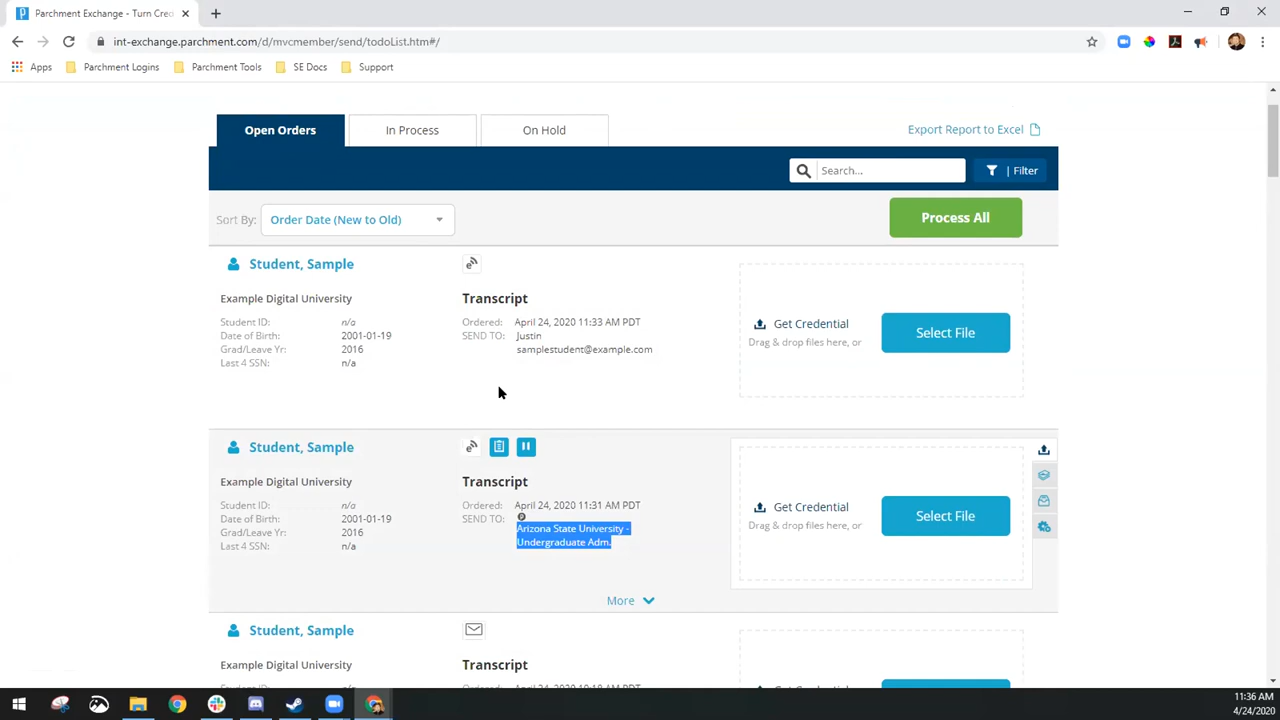 Parchment Exchange - Turn Cre
int-exchange.parchment.com/d/mvcmember/send/todoList.htm#/
Apps Parchment Logins Parchment Tools SE Docs Support
Open Orders In Process On Hold Export Report to Excel
Search... | Filter
Sort By: Order Date (New to Old) Process All
Student, Sample
Example Digital University Transcript
Student ID: n/a Ordered: April 24, 2020 11:33 AM PDT Get Credential Select File
Date of Birth: 2001-01-19 SEND TO: Justin Drag & drop files here, or
Grad/Leave Yr: 2016 samplestudent@example.com
Last 4 SSN: n/a
Student, Sample
Example Digital University Transcript
Student ID: n/a Ordered: April 24, 2020 11:31 AM PDT Get Credential Select File
Date of Birth: 2001-01-19 SEND TO: Arizona State University - Drag & drop files here, or
Grad/Leave Yr: 2016 Undergraduate Adm.
Last 4 SSN: n/a
More
Student, Sample
Example Digital University Transcript
11:36 AM
4/24/2020